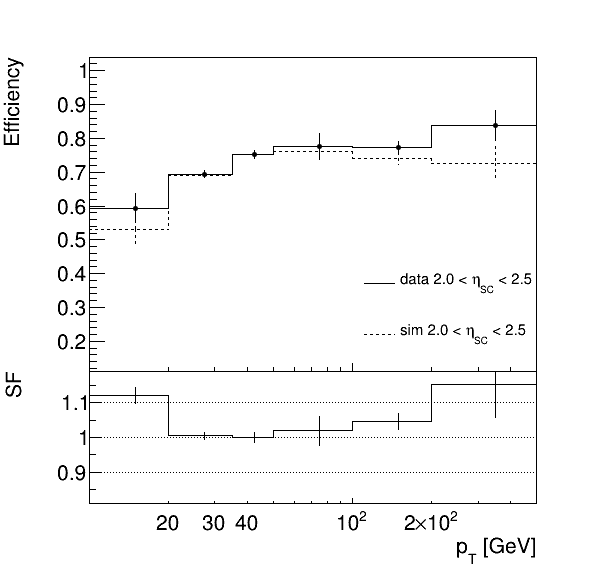 Efficiency
1
0.9
0.8
0.7
0.6
0.5
0.4
0.3
0.2
data 2.0 < η_SC < 2.5
sim 2.0 < η_SC < 2.5
SF
1.1
1
0.9
20 30 40 10² 2×10²
p_T [GeV]